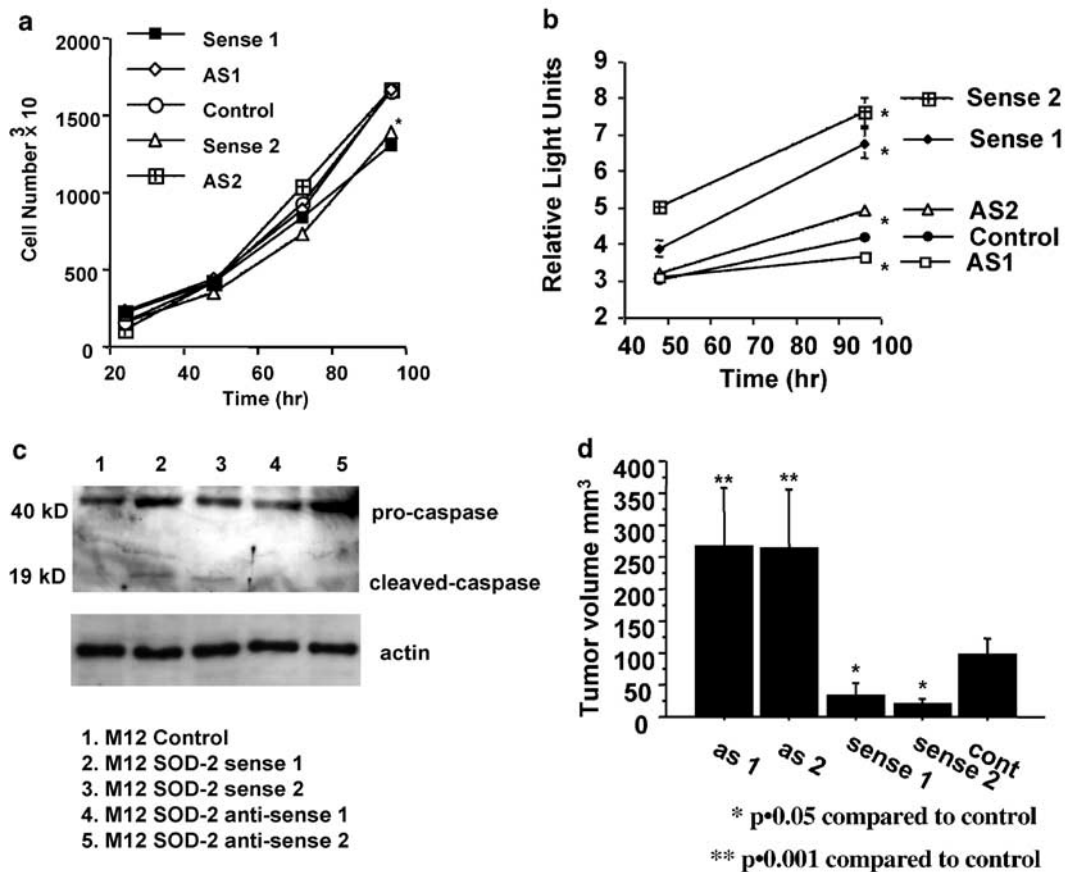 a
2000
1500
1000
500
0
Cell Number x 10 3
Sense 1
AS1
Control
Sense 2
AS2
*
20 40 60 80 100
Time (hr)
b
9
8
7
6
5
4
3
2
Relative Light Units
Sense 2
*
Sense 1
*
AS2
*
Control
AS1
*
40 50 60 70 80 90 100
Time (hr)
c
1 2 3 4 5
40 kD
pro-caspase
19 kD
cleaved-caspase
actin
1. M12 Control
2. M12 SOD-2 sense 1
3. M12 SOD-2 sense 2
4. M12 SOD-2 anti-sense 1
5. M12 SOD-2 anti-sense 2
d
400
350
300
250
200
150
100
50
0
Tumor volume mm3
** ** * *
as 1 as 2 sense 1 sense 2 cont
* p•0.05 compared to control
** p•0.001 compared to control